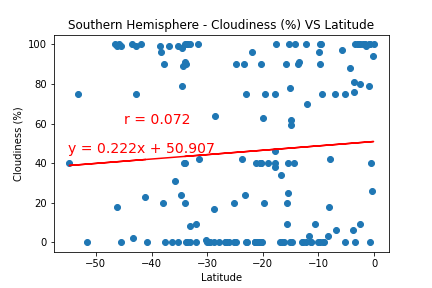 Southern Hemisphere - Cloudiness (%) VS Latitude
100
80
60
40
20
0
Cloudiness (%)
r = 0.072
y = 0.222x + 50.907
−50
−40
−30
−20
−10
0
Latitude